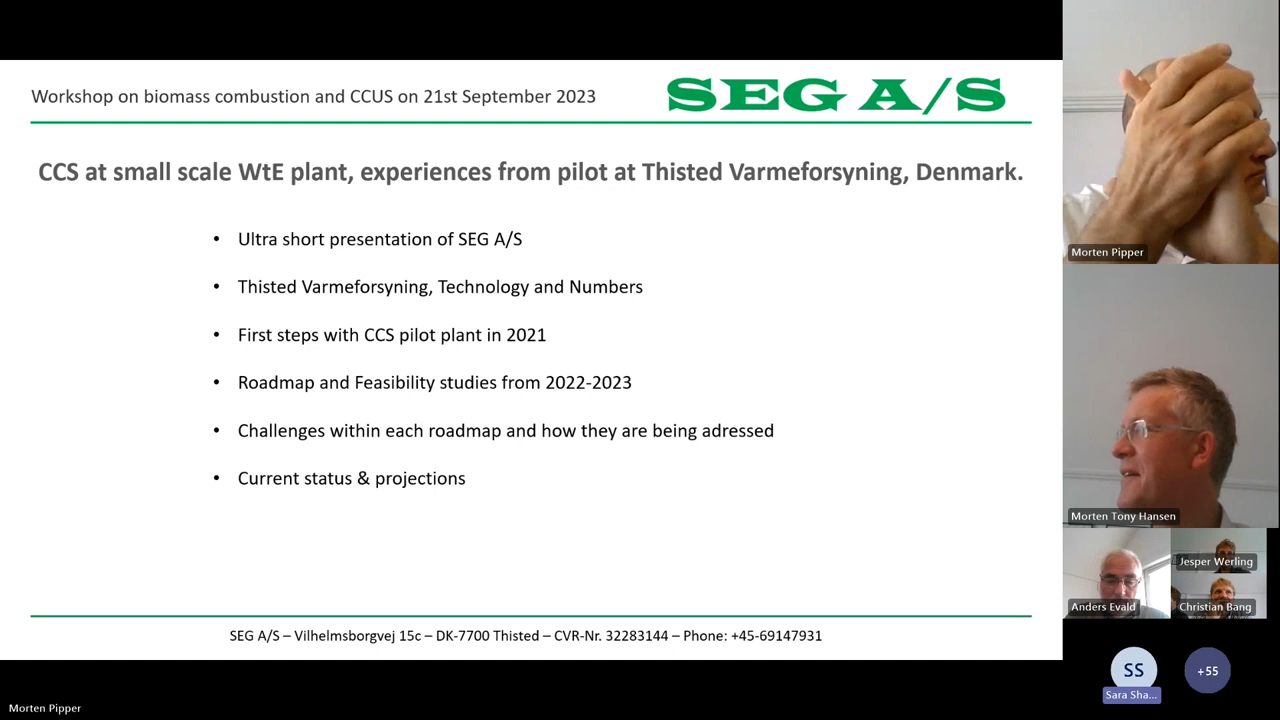 Workshop on biomass combustion and CCUS on 21st September 2023
SEG A/S
CCS at small scale WtE plant, experiences from pilot at Thisted Varmeforsyning, Denmark.
• Ultra short presentation of SEG A/S
• Thisted Varmeforsyning, Technology and Numbers
• First steps with CCS pilot plant in 2021
• Roadmap and Feasibility studies from 2022-2023
• Challenges within each roadmap and how they are being adressed
• Current status & projections
SEG A/S – Vilhelmsborgvej 15c – DK-7700 Thisted – CVR-Nr. 32283144 – Phone: +45-69147931
Morten Pipper
Morten Tony Hansen
Jesper Werling
Anders Evald
Christian Bang
SS
+55
Sara Sha...
Morten Pipper